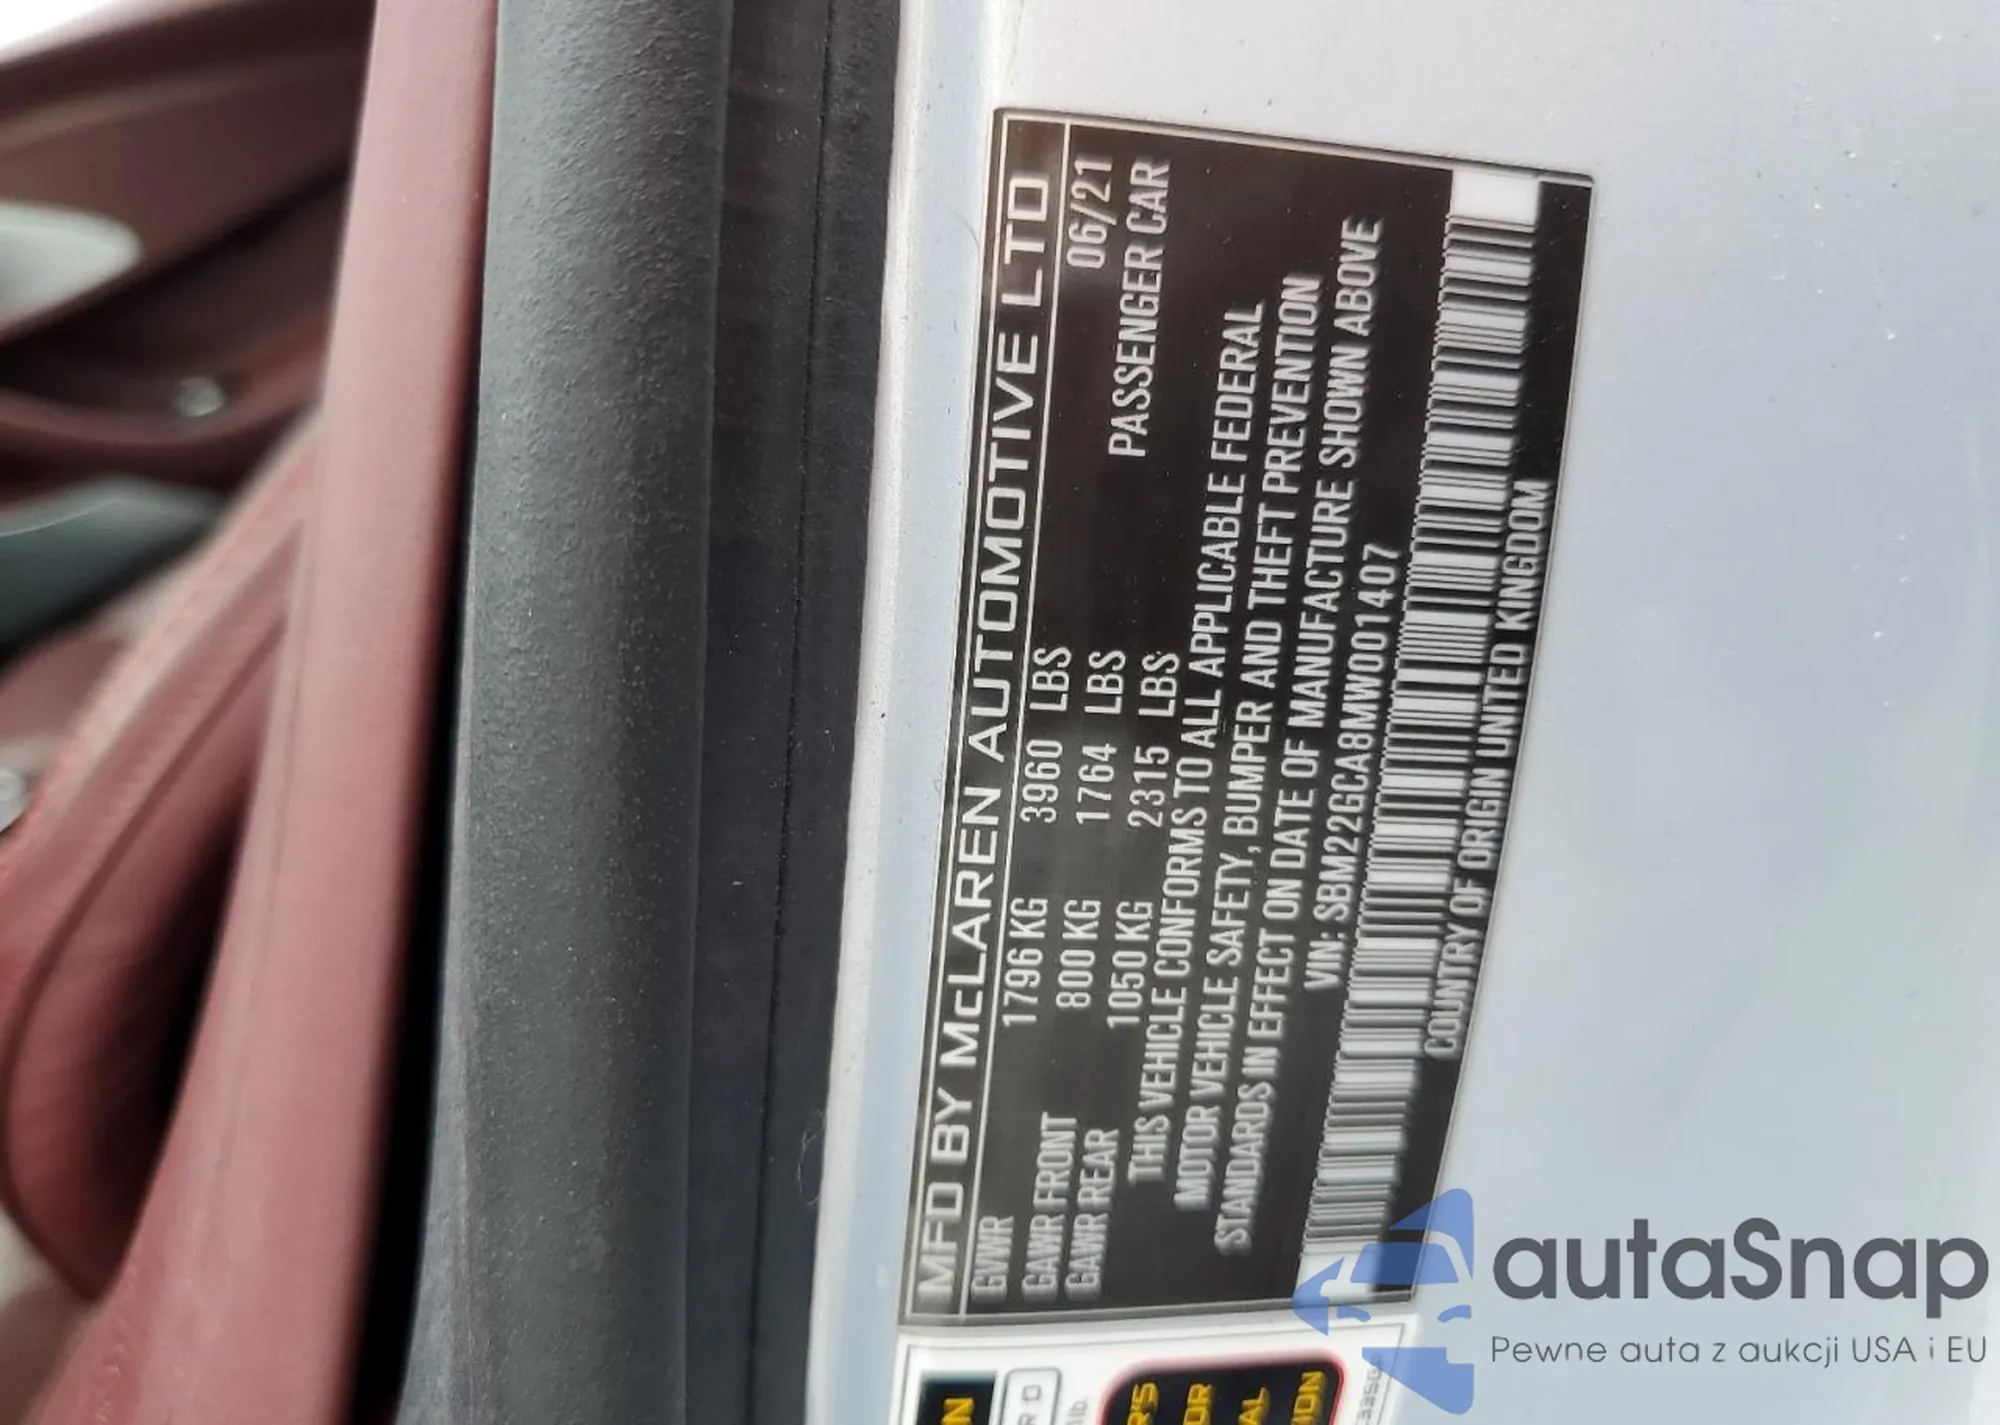 MFD BY McLAREN AUTOMOTIVE LTD
GVWR 1796 KG 3960 LBS 06/21
GAWR FRONT 800 KG 1764 LBS PASSENGER CAR
GAWR REAR 1050 KG 2315 LBS
THIS VEHICLE CONFORMS TO ALL APPLICABLE FEDERAL
MOTOR VEHICLE SAFETY, BUMPER AND THEFT PREVENTION
STANDARDS IN EFFECT ON DATE OF MANUFACTURE SHOWN ABOVE
VIN: SBM22GCA8MW001407
COUNTRY OF ORIGIN UNITED KINGDOM
autaSnap
Pewne auta z aukcji USA i EU